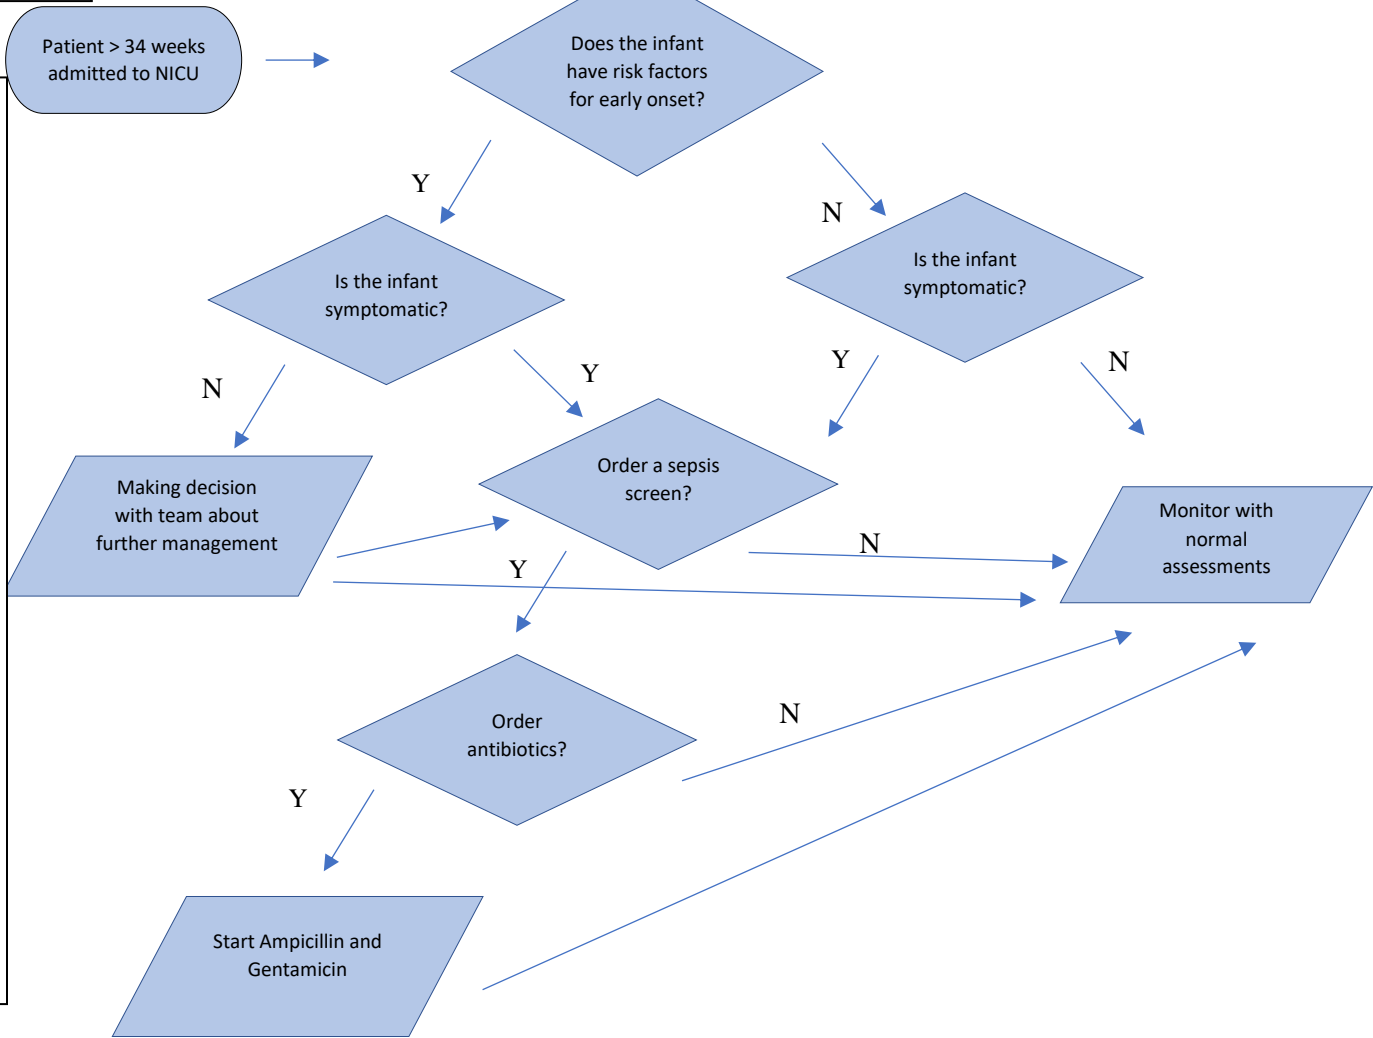 Patient > 34 weeks
admitted to NICU
Does the infant
have risk factors
for early onset?
Y
N
Is the infant
symptomatic?
Is the infant
symptomatic?
N
Y
Y
N
Making decision
with team about
further management
Order a sepsis
screen?
Monitor with
normal
assessments
Y
N
Order
antibiotics?
N
Y
Start Ampicillin and
Gentamicin